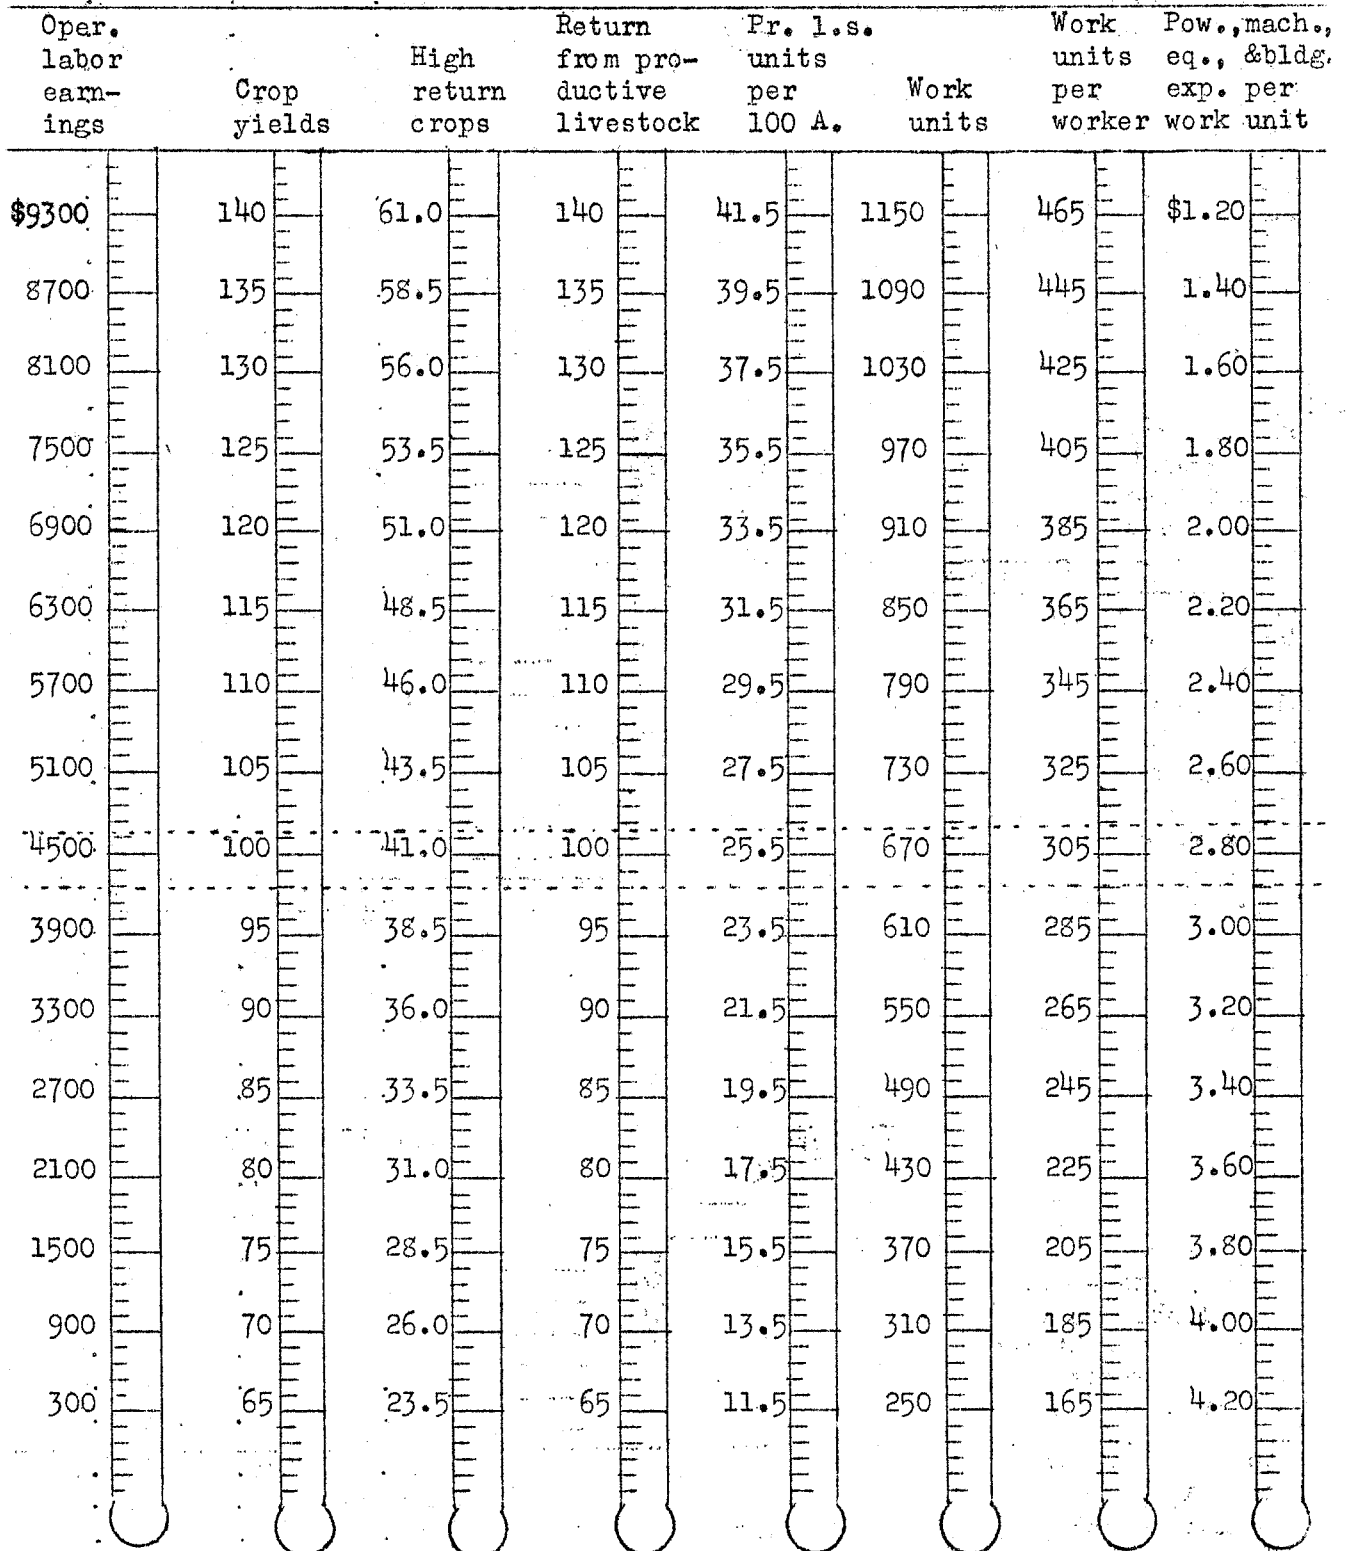 Oper. Return Pr. l.s. Work Pow., mach.,
labor High from pro- units units eq., &bldg.
earn- Crop return ductive per Work per exp. per
ings yields crops livestock 100 A. units worker work unit
$9300 140 61.0 140 41.5 1150 465 $1.20
8700 135 58.5 135 39.5 1090 445 1.40
8100 130 56.0 130 37.5 1030 425 1.60
7500 125 53.5 125 35.5 970 405 1.80
6900 120 51.0 120 33.5 910 385 2.00
6300 115 48.5 115 31.5 850 365 2.20
5700 110 46.0 110 29.5 790 345 2.40
5100 105 43.5 105 27.5 730 325 2.60
4500 100 41.0 100 25.5 670 305 2.80
3900 95 38.5 95 23.5 610 285 3.00
3300 90 36.0 90 21.5 550 265 3.20
2700 85 33.5 85 19.5 490 245 3.40
2100 80 31.0 80 17.5 430 225 3.60
1500 75 28.5 75 15.5 370 205 3.80
900 70 26.0 70 13.5 310 185 4.00
300 65 23.5 65 11.5 250 165 4.20